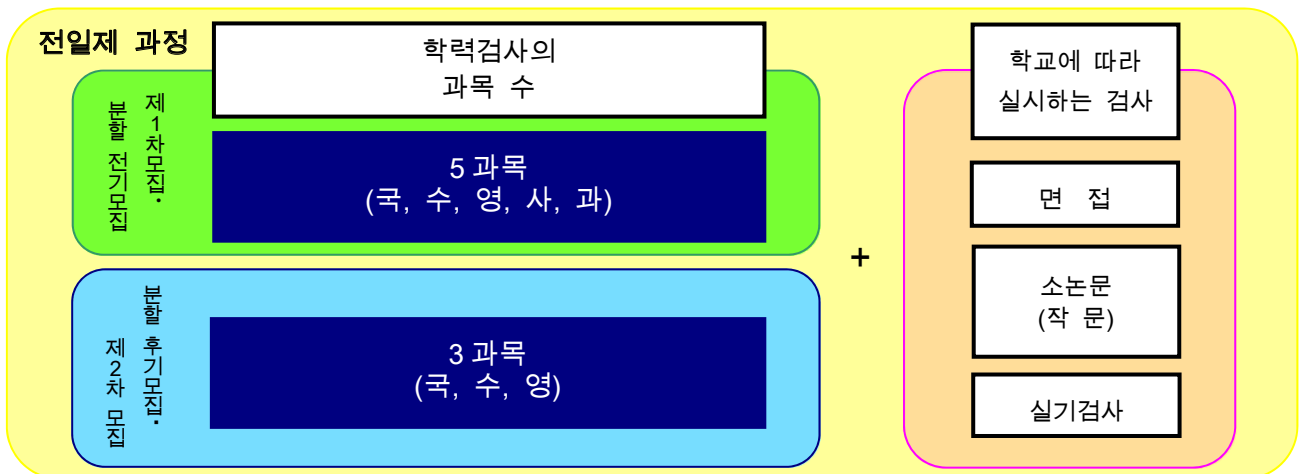 전일제 과정
학력검사의
과목 수
제1차모집・
분할 전기모집
5 과목
(국, 수, 영, 사, 과)
분할 후기모집・
제2차 모집
3 과목
(국, 수, 영)
+
학교에 따라
실시하는 검사
면 접
소논문
(작 문)
실기검사